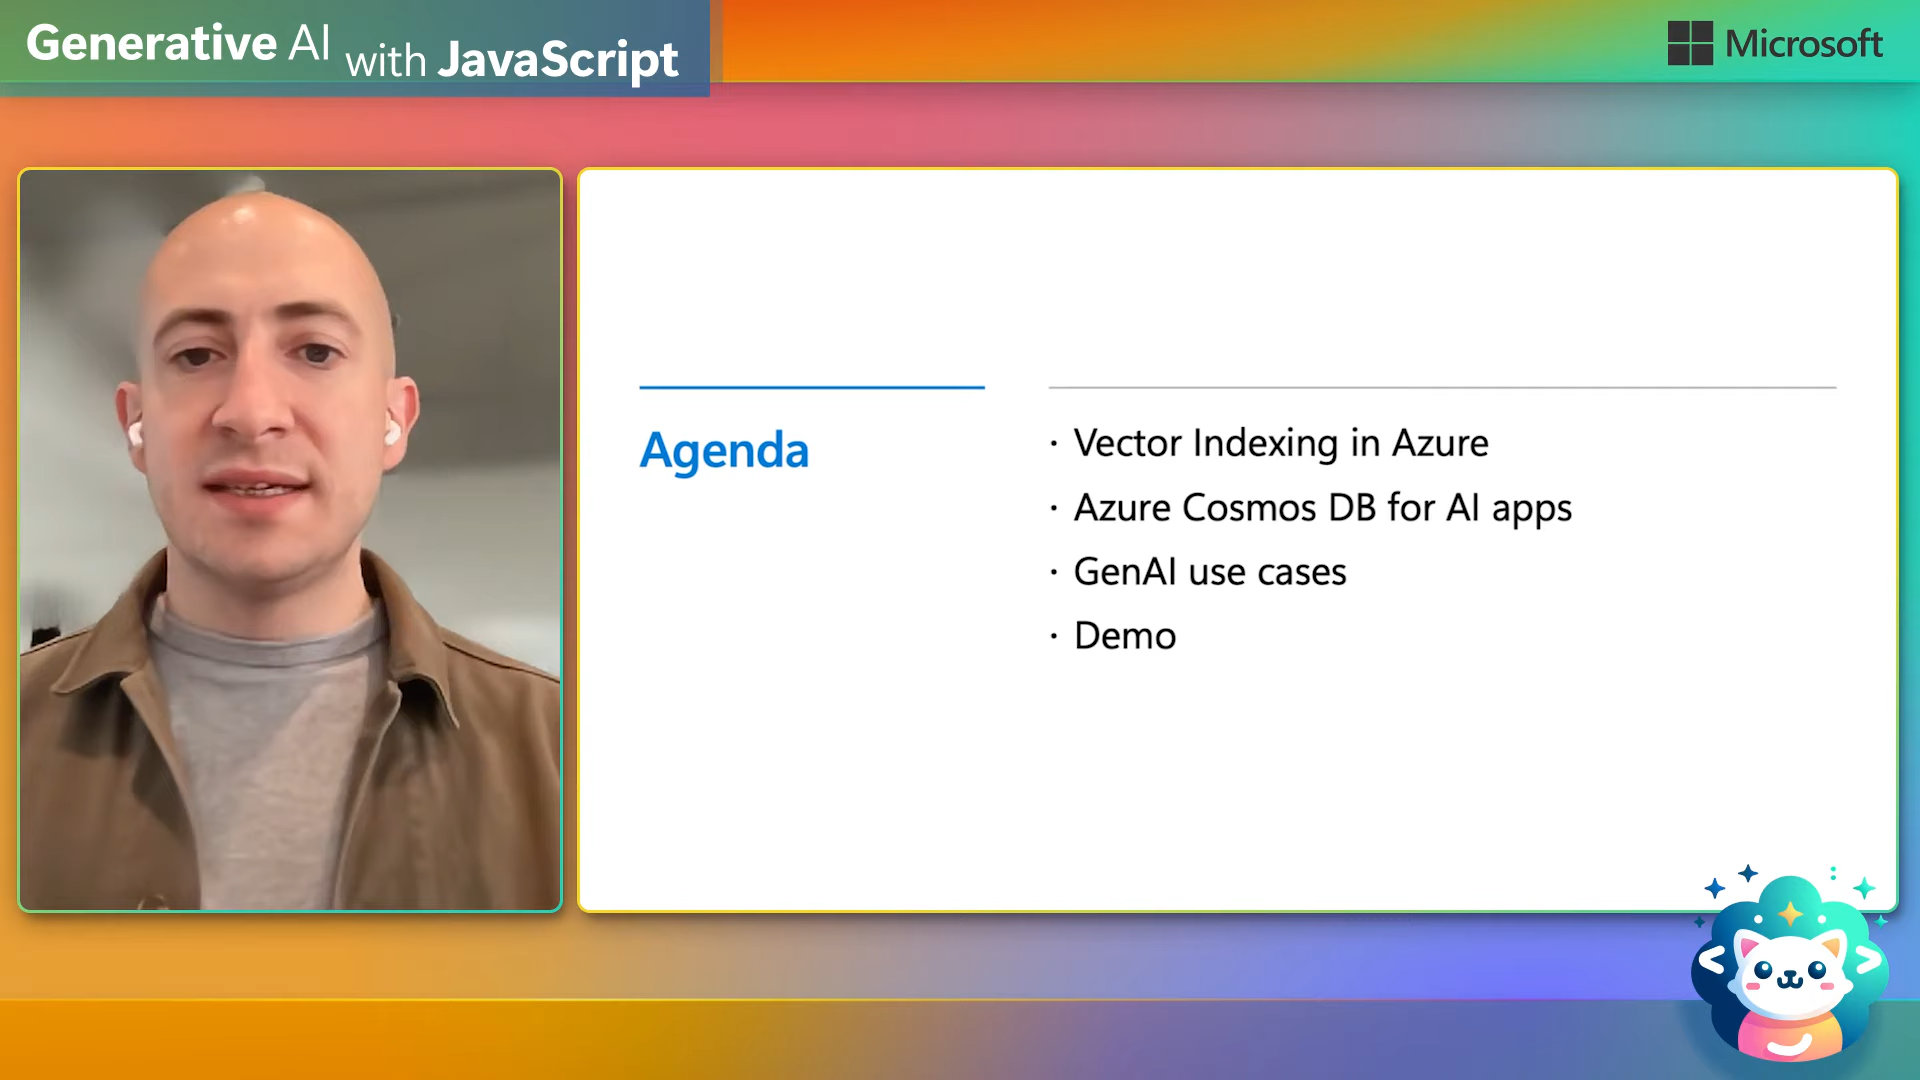 Generative AI with JavaScript
Microsoft
Agenda
· Vector Indexing in Azure
· Azure Cosmos DB for AI apps
· GenAI use cases
· Demo